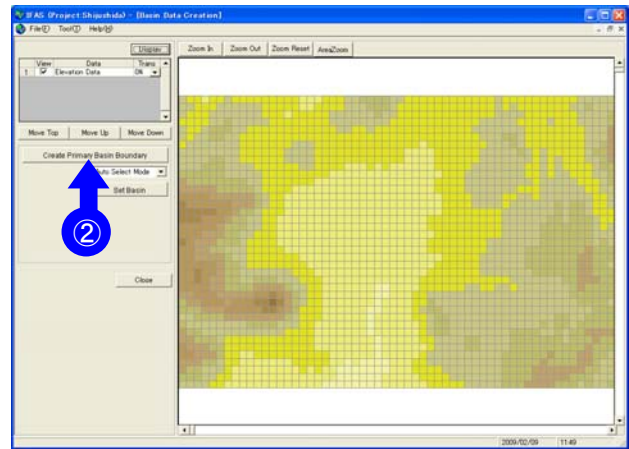 IFAS (Project:Shijushida) - [Basin Data Creation]
File(F) Tool(T) Help(H)
Display
Zoom In Zoom Out Zoom Reset AreaZoom
View Data Trans
1 Elevation Data 0%
Move Top Move Up Move Down
Create Primary Basin Boundary
Auto Select Mode
Set Basin
②
Close
2009/02/09 11:49